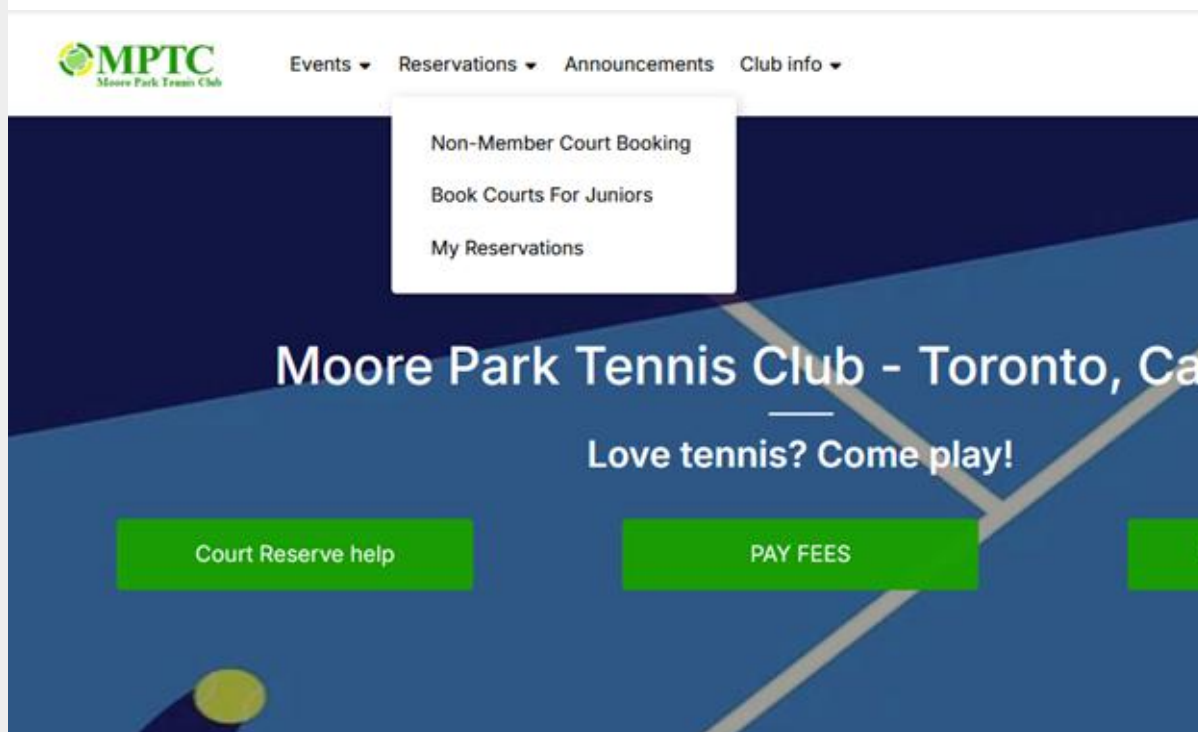 MPTC
Moore Park Tennis Club
Events Reservations Announcements Club info
Non-Member Court Booking
Book Courts For Juniors
My Reservations
Moore Park Tennis Club - Toronto, Ca
Love tennis? Come play!
Court Reserve help
PAY FEES